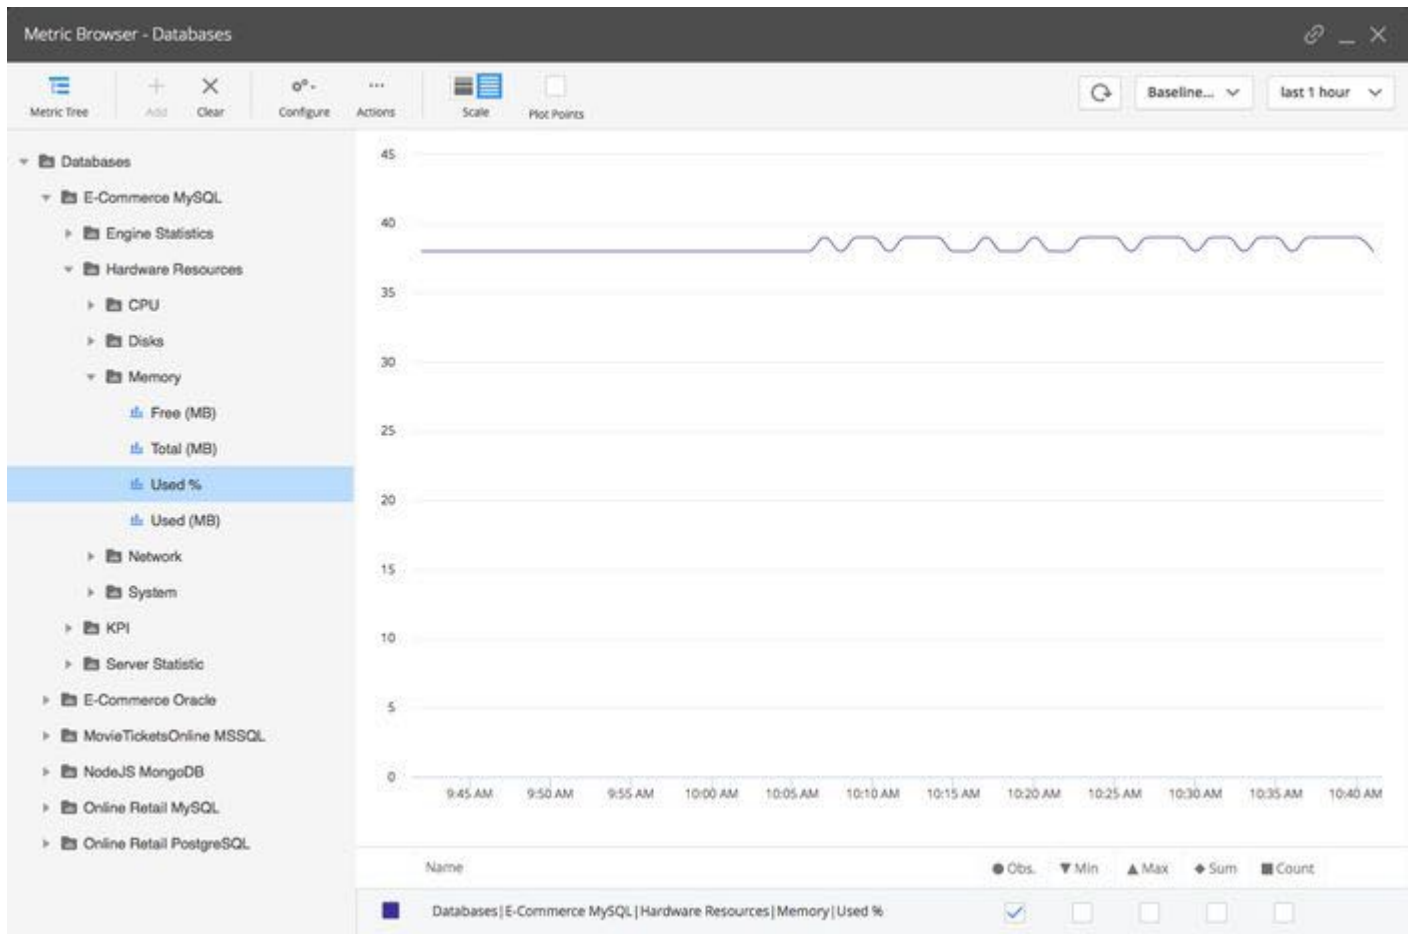 Metric Browser - Databases
Metric Tree
Add
Clear
Configure
Actions
Scale
Plot Points
Baseline...
last 1 hour
Databases
E-Commerce MySQL
Engine Statistics
Hardware Resources
CPU
Disks
Memory
Free (MB)
Total (MB)
Used %
Used (MB)
Network
System
KPI
Server Statistic
E-Commerce Oracle
MovieTicketsOnline MSSQL
NodeJS MongoDB
Online Retail MySQL
Online Retail PostgreSQL
45
40
35
30
25
20
15
10
5
0
9:45 AM 9:50 AM 9:55 AM 10:00 AM 10:05 AM 10:10 AM 10:15 AM 10:20 AM 10:25 AM 10:30 AM 10:35 AM 10:40 AM
Name Obs. Min Max Sum Count
Databases|E-Commerce MySQL|Hardware Resources|Memory|Used %